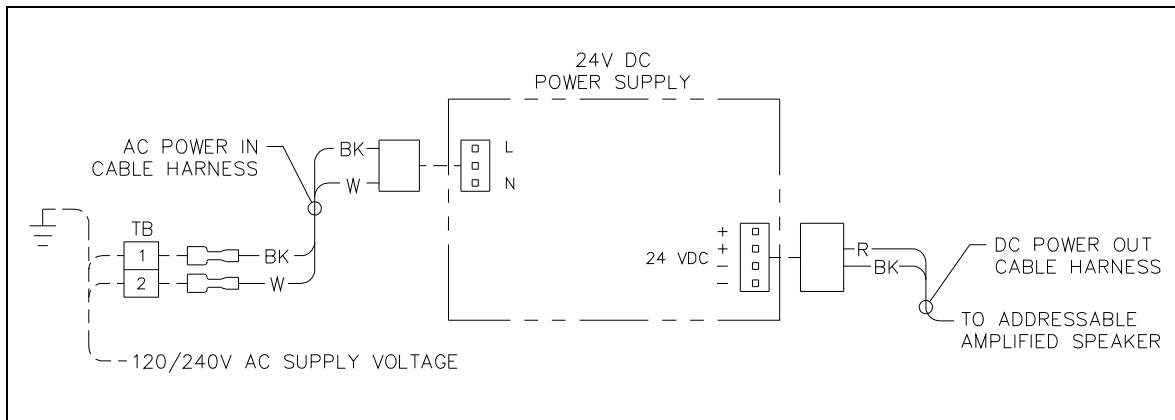 24V DC
POWER SUPPLY
AC POWER IN
CABLE HARNESS
BK
W
L
N
TB
1
BK
2
W
120/240V AC SUPPLY VOLTAGE
24 VDC
+
+
–
–
R
BK
DC POWER OUT
CABLE HARNESS
TO ADDRESSABLE
AMPLIFIED SPEAKER